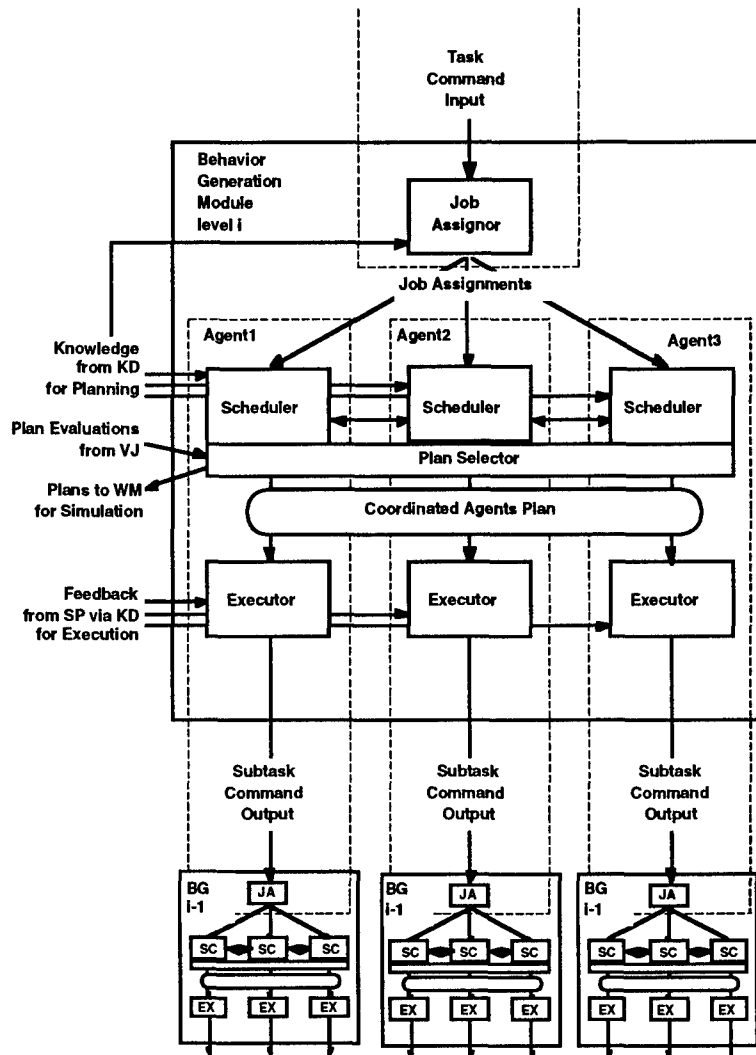 Task
Command
Input
Behavior
Generation
Module
level i
Job
Assignor
Job Assignments
Agent1
Agent2
Agent3
Knowledge
from KD
for Planning
Scheduler
Scheduler
Scheduler
Plan Evaluations
from VJ
Plan Selector
Plans to WM
for Simulation
Coordinated Agents Plan
Feedback
from SP via KD
for Execution
Executor
Executor
Executor
Subtask
Command
Output
Subtask
Command
Output
Subtask
Command
Output
BG
i-1
JA
SC SC SC
EX EX EX
BG
i-1
JA
SC SC SC
EX EX EX
BG
i-1
JA
SC SC SC
EX EX EX